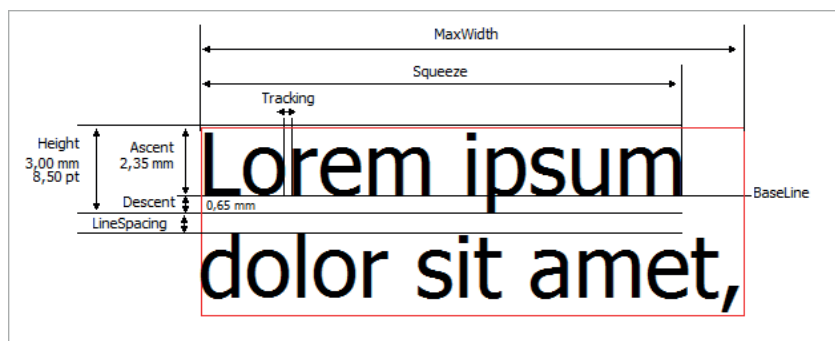 MaxWidth
Squeeze
Tracking
Height
3,00 mm
8,50 pt
Ascent
2,35 mm
Lorem ipsum
BaseLine
Descent
0,65 mm
LineSpacing
dolor sit amet,